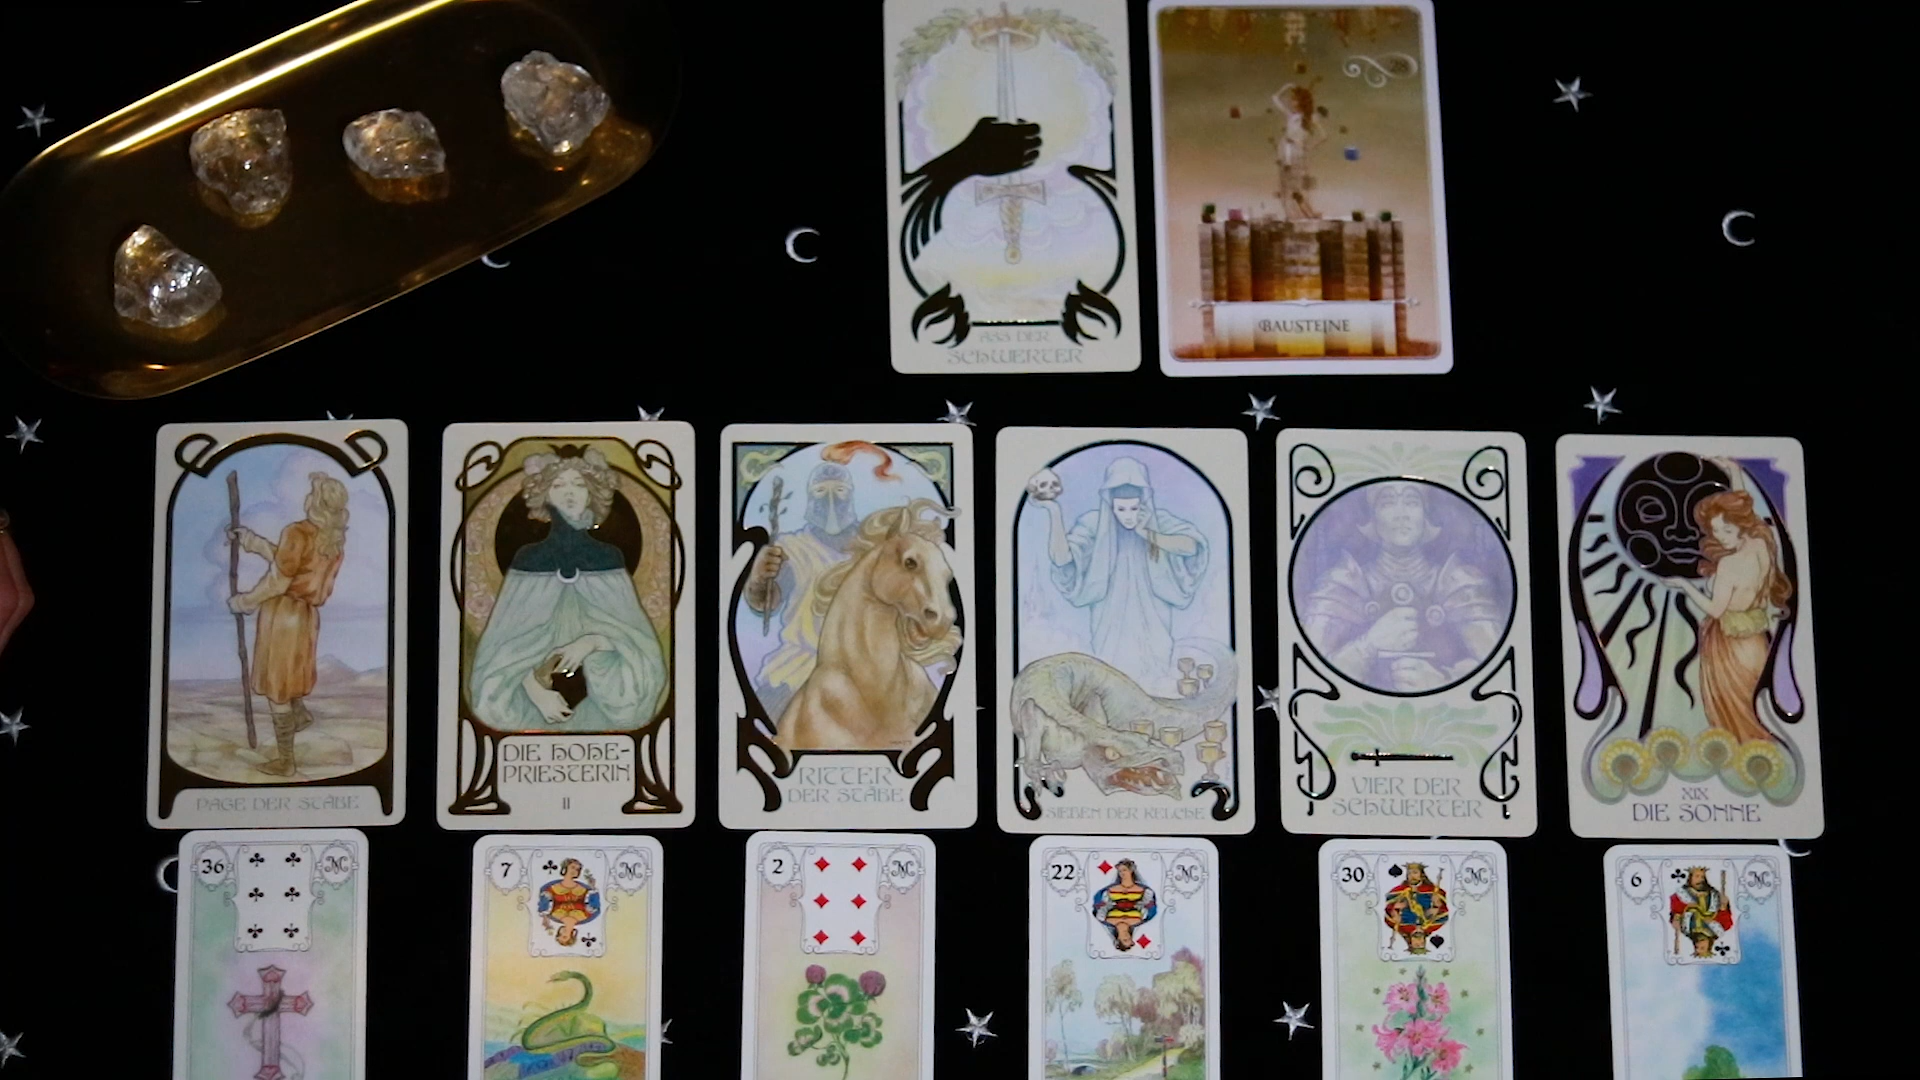 ASS DER
SCHWERTER
28
BAUSTEINE
PAGE DER STÄBE
DIE HOHE-
PRIESTERIN
II
RITTER
DER STÄBE
SIEBEN DER KELCHE
VIER DER
SCHWERTER
XIX
DIE SONNE
36
7
2
22
30
6